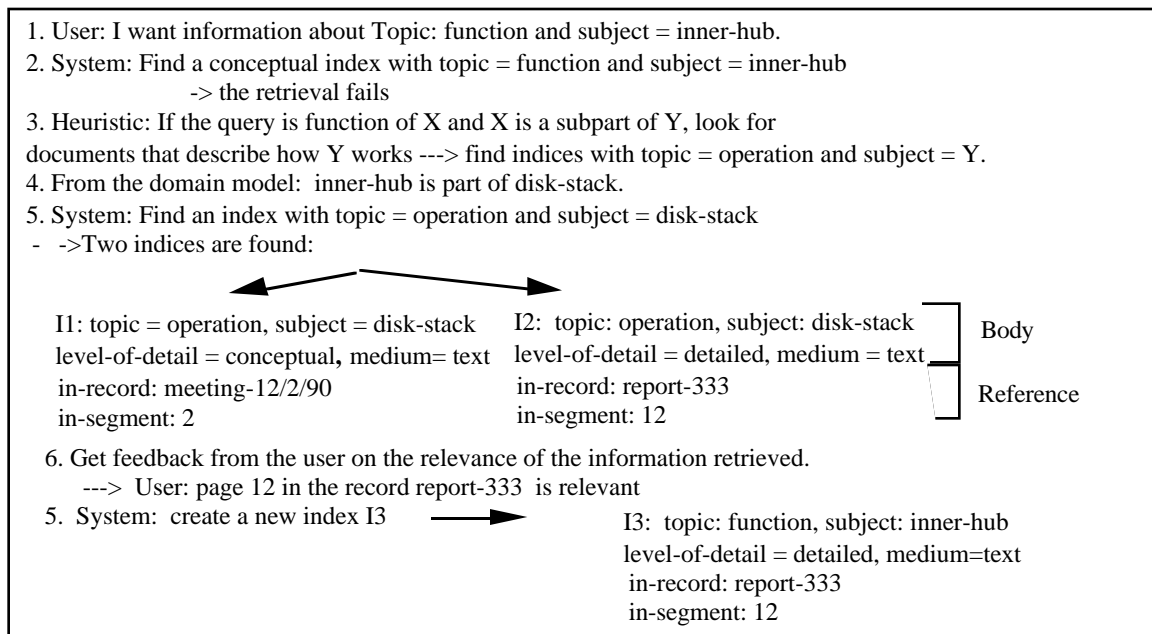 1. User: I want information about Topic: function and subject = inner-hub.
2. System: Find a conceptual index with topic = function and subject = inner-hub
-> the retrieval fails
3. Heuristic: If the query is function of X and X is a subpart of Y, look for
documents that describe how Y works ---> find indices with topic = operation and subject = Y.
4. From the domain model: inner-hub is part of disk-stack.
5. System: Find an index with topic = operation and subject = disk-stack
- ->Two indices are found:
I1: topic = operation, subject = disk-stack
level-of-detail = conceptual, medium= text
in-record: meeting-12/2/90
in-segment: 2
I2: topic: operation, subject: disk-stack
level-of-detail = detailed, medium = text
in-record: report-333
in-segment: 12
Body
Reference
6. Get feedback from the user on the relevance of the information retrieved.
---> User: page 12 in the record report-333 is relevant
5. System: create a new index I3
I3: topic: function, subject: inner-hub
level-of-detail = detailed, medium=text
in-record: report-333
in-segment: 12